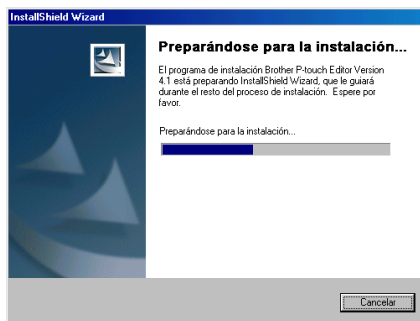 InstallShield Wizard
Preparándose para la instalación...
El programa de instalación Brother P-touch Editor Version
4.1 está preparando InstallShield Wizard, que le guiará
durante el resto del proceso de instalación. Espere por
favor.
Preparándose para la instalación...
Cancelar